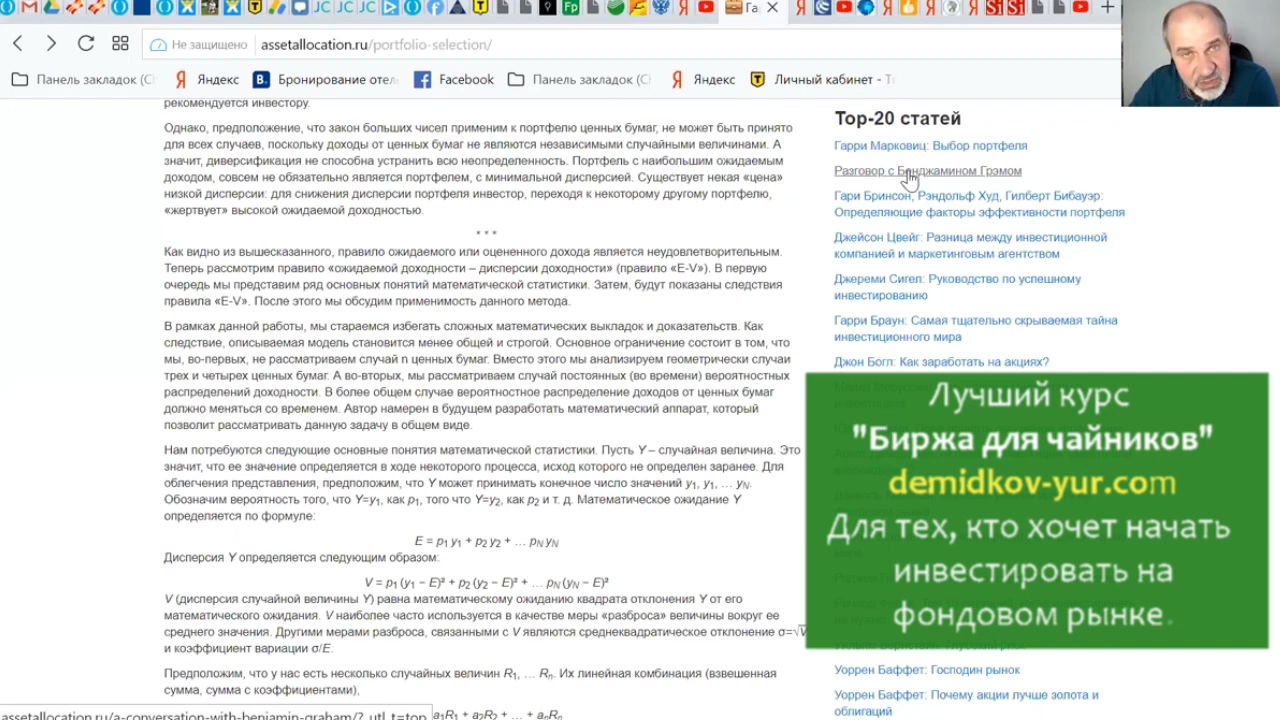 Не защищено
assetallocation.ru/portfolio-selection/
Панель закладок
Яндекс
Бронирование отел
Facebook
Панель закладок
Яндекс
Личный кабинет -
рекомендуется инвестору.
Однако, предположение, что закон больших чисел применим к портфелю ценных бумаг, не может быть принято
для всех случаев, поскольку доходы от ценных бумаг не являются независимыми случайными величинами. А
значит, диверсификация не способна устранить всю неопределенность. Портфель с наибольшим ожидаемым
доходом, совсем не обязательно является портфелем, с минимальной дисперсией. Существует некая «цена»
низкой дисперсии: для снижения дисперсии портфеля инвестор, переходя к некоторому другому портфелю,
«жертвует» высокой ожидаемой доходностью.
* * *
Как видно из вышесказанного, правило ожидаемого или оцененного дохода является неудовлетворительным.
Теперь рассмотрим правило «ожидаемой доходности – дисперсии доходности» (правило «E-V»). В первую
очередь мы представим ряд основных понятий математической статистики. Затем, будут показаны следствия
правила «E-V». После этого мы обсудим применимость данного метода.
В рамках данной работы, мы стараемся избегать сложных математических выкладок и доказательств. Как
следствие, описываемая модель становится менее общей и строгой. Основное ограничение состоит в том, что
мы, во-первых, не рассматриваем случай n ценных бумаг. Вместо этого мы анализируем геометрически случаи
трех и четырех ценных бумаг. А во-вторых, мы рассматриваем случай постоянных (во времени) вероятностных
распределений доходности. В более общем случае вероятностное распределение доходов от ценных бумаг
должно меняться со временем. Автор намерен в будущем разработать математический аппарат, который
позволит рассматривать данную задачу в общем виде.
Нам потребуются следующие основные понятия математической статистики. Пусть Y – случайная величина. Это
значит, что ее значение определяется в ходе некоторого процесса, исход которого не определен заранее. Для
облегчения представления, предположим, что Y может принимать конечное число значений y₁, y₁, … yN.
Обозначим вероятность того, что Y=y₁, как p₁, того что Y=y₂, как p₂ и т. д. Математическое ожидание Y
определяется по формуле:
E = p₁ y₁ + p₂ y₂ + … pN yN
Дисперсия Y определяется следующим образом:
V = p₁ (y₁ − E)² + p₂ (y₂ − E)² + … pN (yN − E)²
V (дисперсия случайной величины Y) равна математическому ожиданию квадрата отклонения Y от его
математического ожидания. V наиболее часто используется в качестве меры «разброса» величины вокруг ее
среднего значения. Другими мерами разброса, связанными с V являются среднеквадратическое отклонение σ=√V
и коэффициент вариации σ/E.
Предположим, что у нас есть несколько случайных величин R₁, … Rn. Их линейная комбинация (взвешенная
сумма, сумма с коэффициентами),
a₁R₁ + a₂R₂ + … + anRn
assetallocation.ru/a-conversation-with-benjamin-graham/?_utl_t=top
Top-20 статей
Гарри Марковиц: Выбор портфеля
Разговор с Бенджамином Грэмом
Гари Бринсон, Рэндольф Худ, Гилберт Бибауэр:
Определяющие факторы эффективности портфеля
Джейсон Цвейг: Разница между инвестиционной
компанией и маркетинговым агентством
Джереми Сигел: Руководство по успешному
инвестированию
Гарри Браун: Самая тщательно скрываемая тайна
инвестиционного мира
Джон Богл: Как заработать на акциях?
Лучший курс
"Биржа для чайников"
demidkov-yur.com
Для тех, кто хочет начать
инвестировать на
фондовом рынке.
Уоррен Баффет: Господин рынок
Уоррен Баффет: Почему акции лучше золота и
облигаций